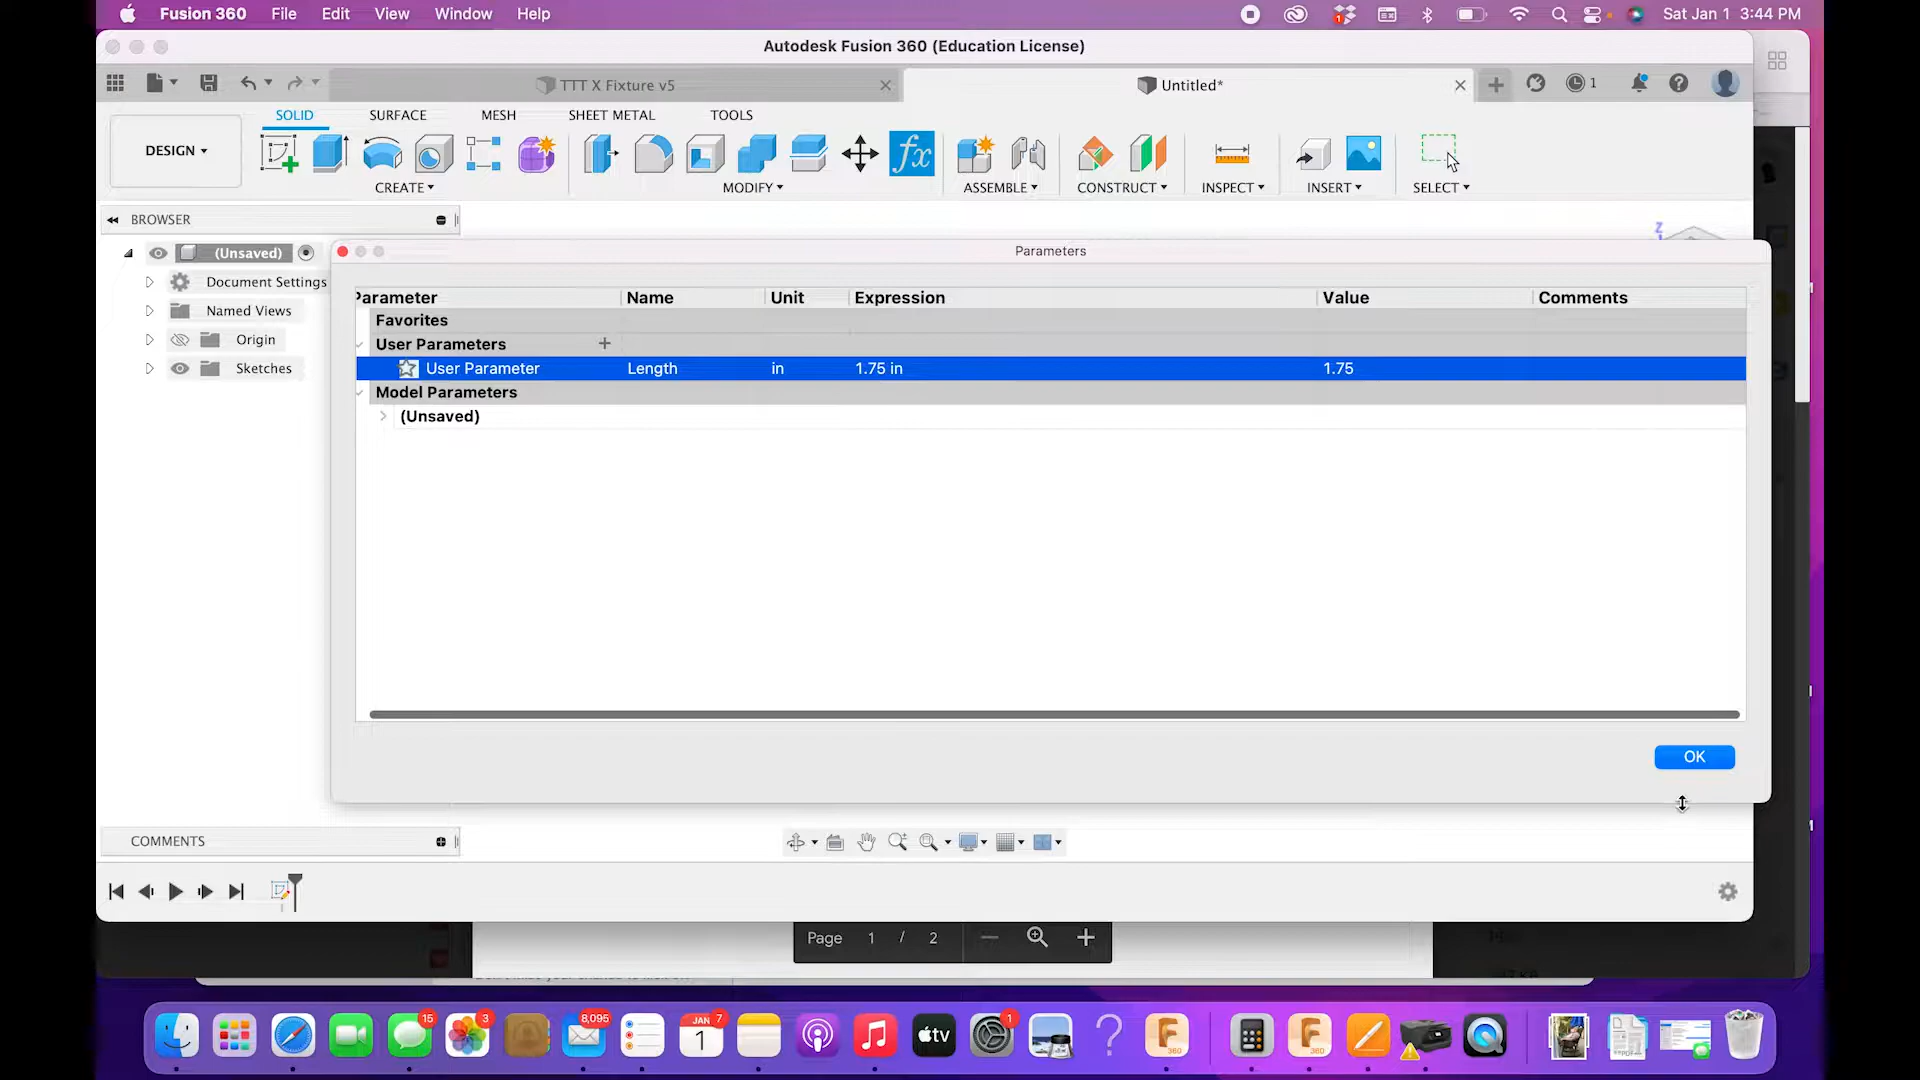 Fusion 360 File Edit View Window Help Sat Jan 1 3:44 PM
Autodesk Fusion 360 (Education License)
TTT X Fixture v5 Untitled* 1
SOLID SURFACE MESH SHEET METAL TOOLS
DESIGN
fx
CREATE MODIFY ASSEMBLE CONSTRUCT INSPECT INSERT SELECT
BROWSER
Z
(Unsaved)
Document Settings
Named Views
Origin
Sketches
Parameters
Parameter Name Unit Expression Value Comments
Favorites
User Parameters +
User Parameter Length in 1.75 in 1.75
Model Parameters
(Unsaved)
OK
COMMENTS
Page 1 / 2
15 3 8,095 JAN 7 1 tv 1 F 360 F 360 PDF